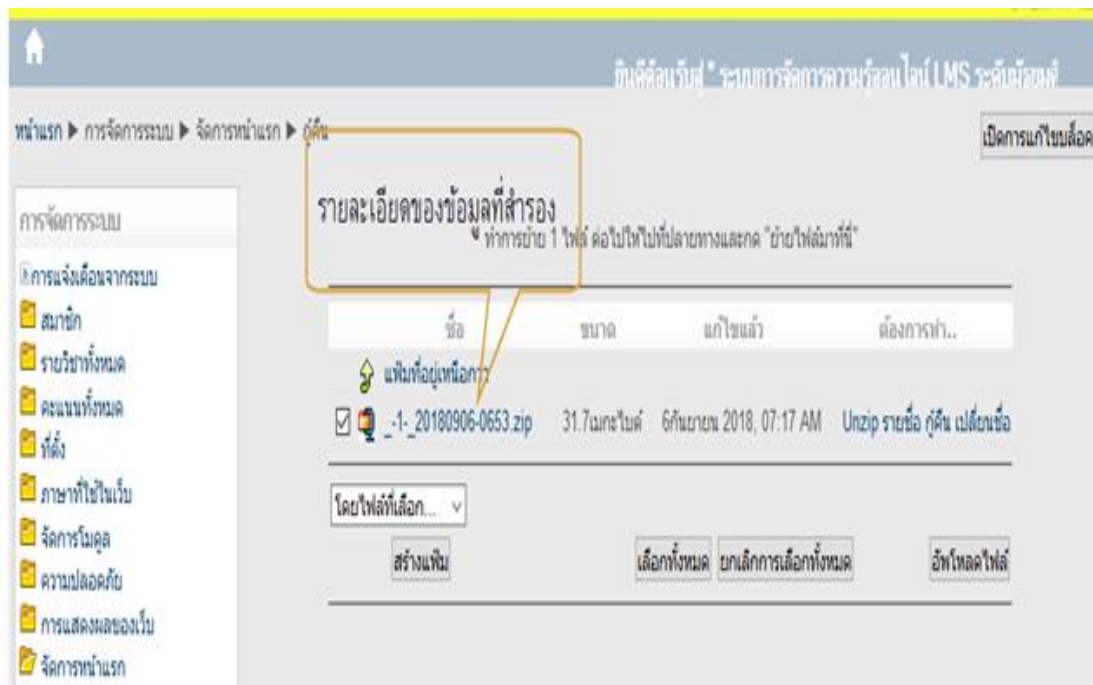 ยินดีต้อนรับสู่ " ระบบการจัดการความรู้ออนไลน์ LMS
หน้าแรก ▶ การจัดการระบบ ▶ จัดการหน้าแรก ▶ กู้คืน
เปิดการแก้ไขบล็อค
การจัดการระบบ
การแจ้งเตือนจากระบบ
สมาชิก
รายวิชาทั้งหมด
คะแนนทั้งหมด
ที่ตั้ง
ภาษาที่ใช้ในเว็บ
จัดการโมดูล
ความปลอดภัย
การแสดงผลของเว็บ
จัดการหน้าแรก
รายละเอียดของข้อมูลที่สำรอง
ทำการย้าย 1 ไฟล์ ต่อไปให้ไปที่ปลายทางและกด "ย้ายไฟล์มาที่นี่"
ชื่อ ขนาด แก้ไขแล้ว ต้องการทำ..
แฟ้มที่อยู่เหนือกว่า
_-1-_20180906-0653.zip 31.7เมกะไบต์ 6กันยายน 2018, 07:17 AM Unzip รายชื่อ กู้คืน เปลี่ยนชื่อ
โดยไฟล์ที่เลือก...
สร้างแฟ้ม เลือกทั้งหมด ยกเลิกการเลือกทั้งหมด อัพโหลดไฟล์